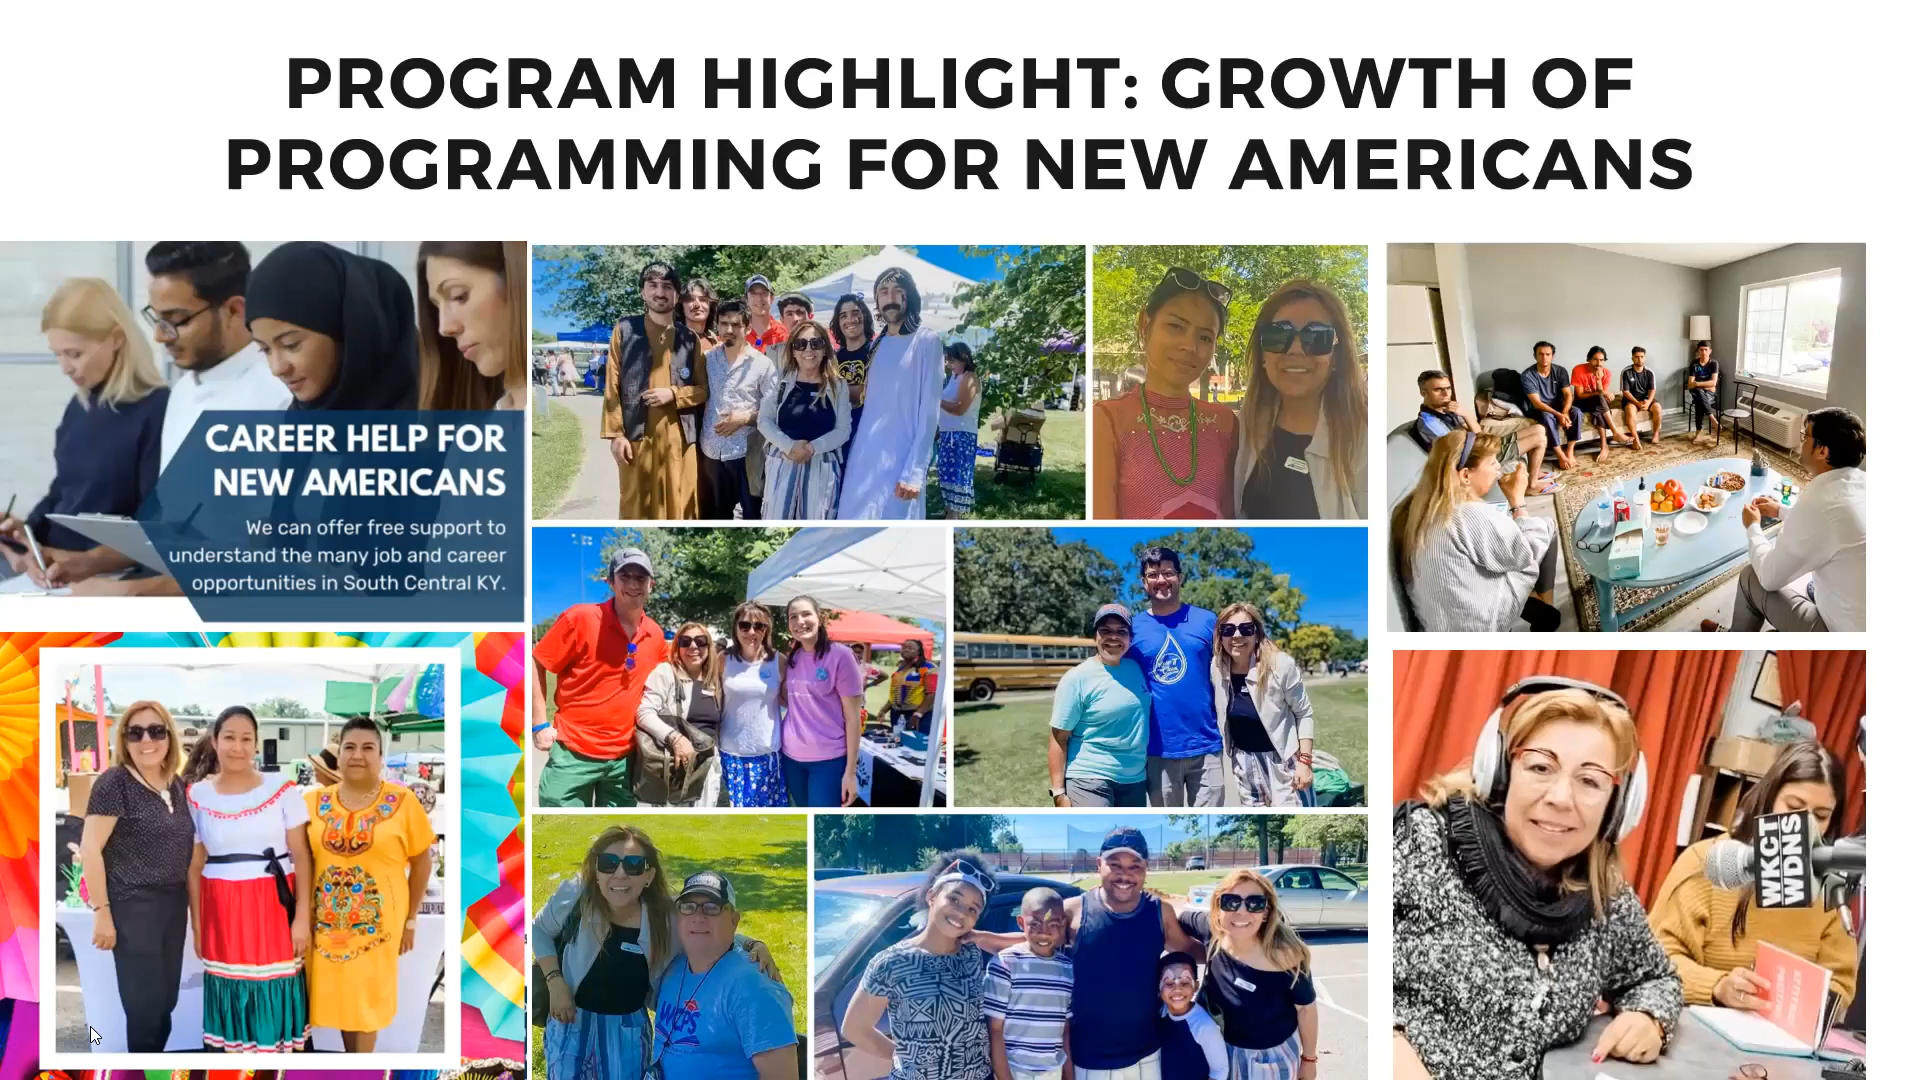 PROGRAM HIGHLIGHT: GROWTH OF
PROGRAMMING FOR NEW AMERICANS
CAREER HELP FOR
NEW AMERICANS
We can offer free support to
understand the many job and career
opportunities in South Central KY.
WKCT
WDNS